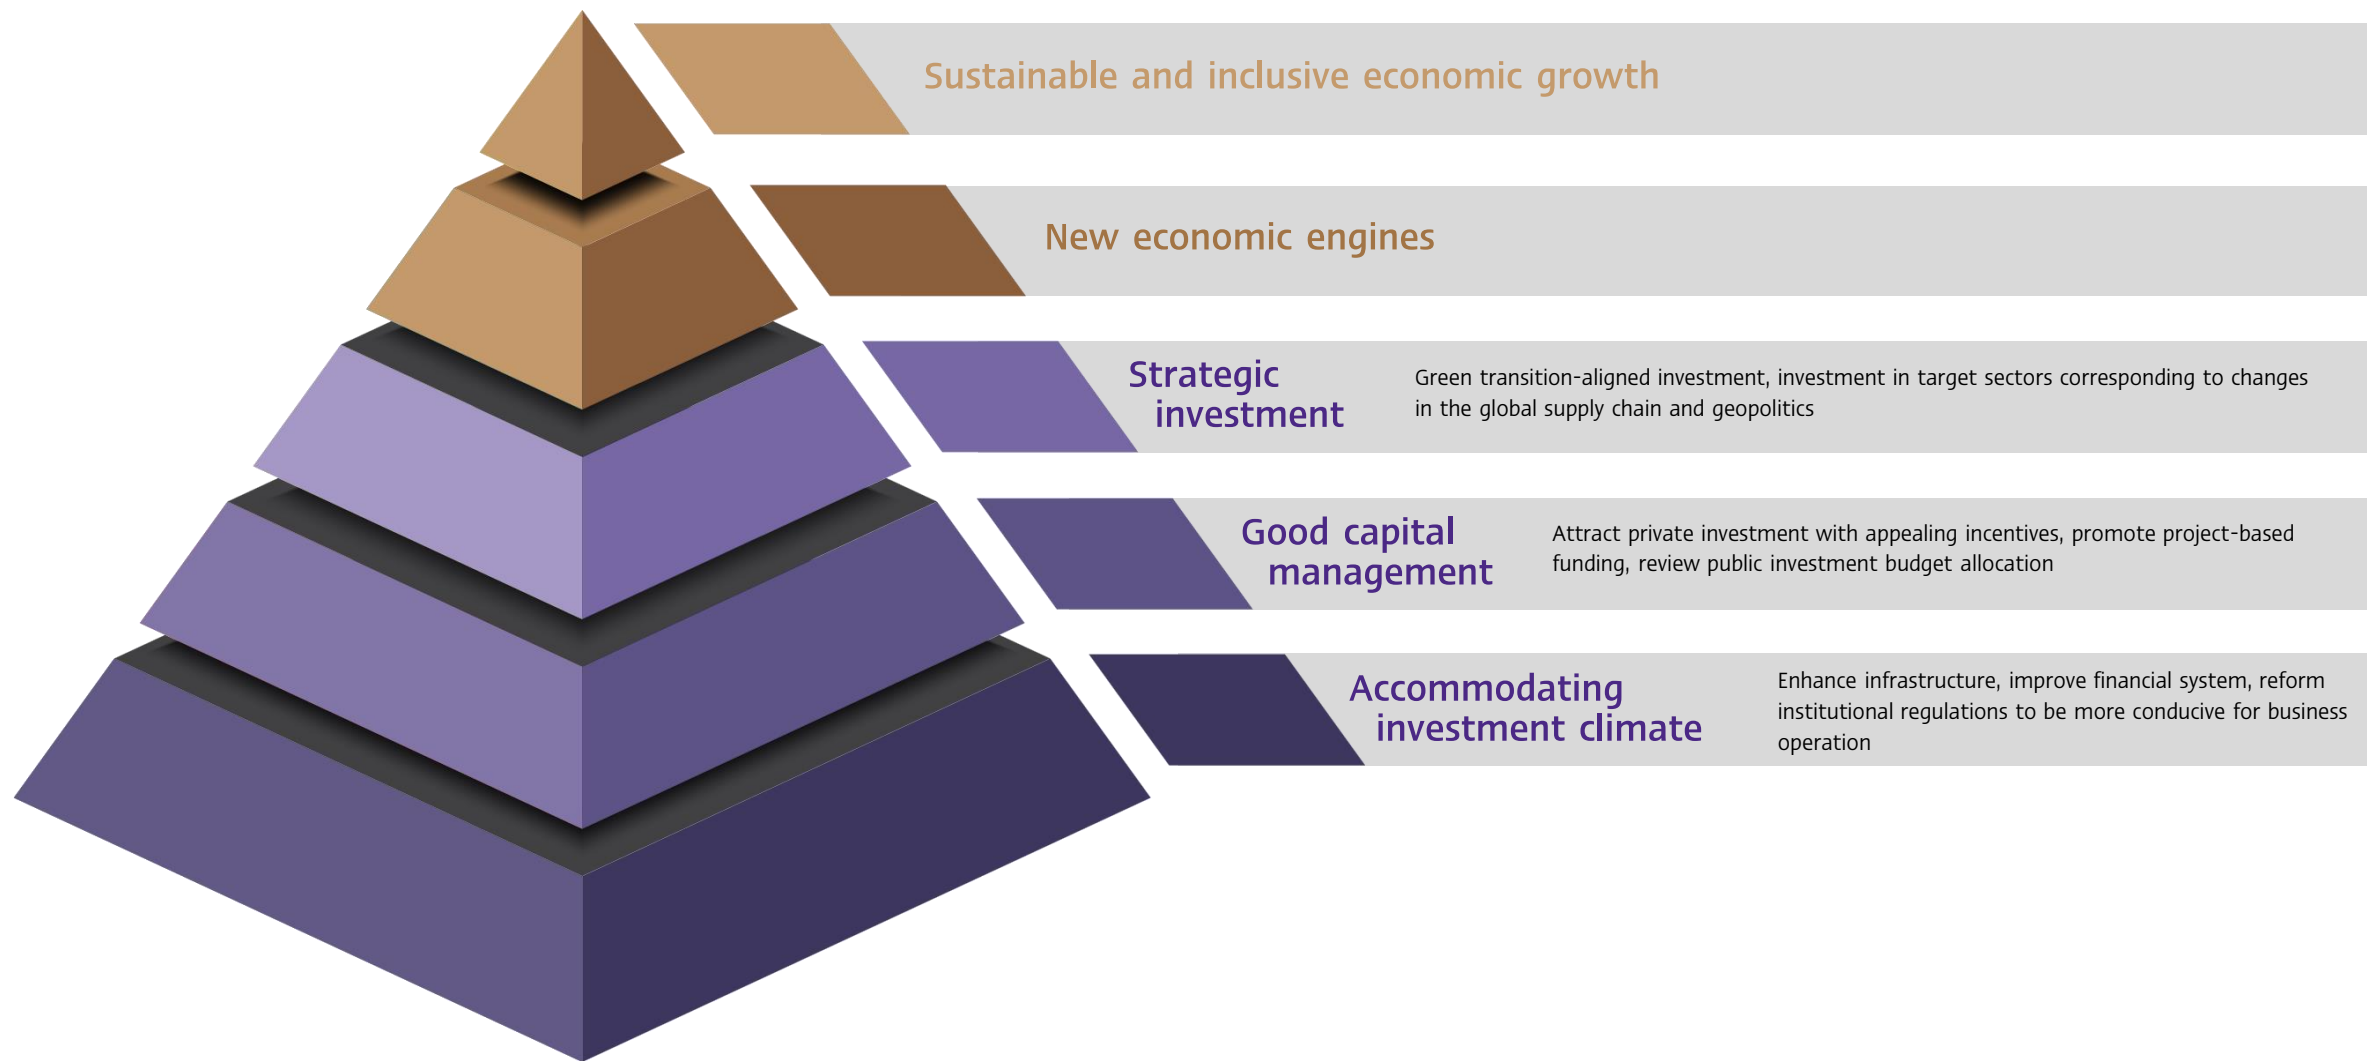 Sustainable and inclusive economic growth
New economic engines
Strategic
investment
Green transition-aligned investment, investment in target sectors corresponding to changes
in the global supply chain and geopolitics
Good capital
management
Attract private investment with appealing incentives, promote project-based
funding, review public investment budget allocation
Accommodating
investment climate
Enhance infrastructure, improve financial system, reform
institutional regulations to be more conducive for business
operation